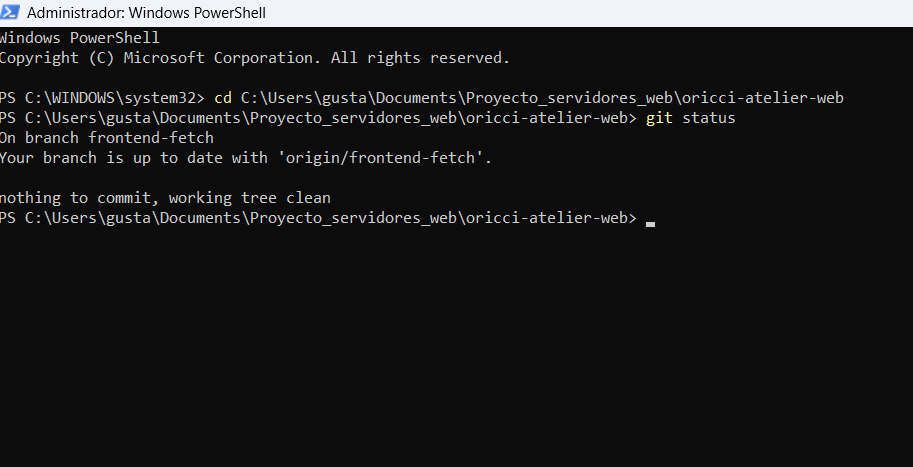 Administrador: Windows PowerShell
Windows PowerShell
Copyright (C) Microsoft Corporation. All rights reserved.
PS C:\WINDOWS\system32> cd C:\Users\gusta\Documents\Proyecto_servidores_web\oricci-atelier-web
PS C:\Users\gusta\Documents\Proyecto_servidores_web\oricci-atelier-web> git status
On branch frontend-fetch
Your branch is up to date with 'origin/frontend-fetch'.
nothing to commit, working tree clean
PS C:\Users\gusta\Documents\Proyecto_servidores_web\oricci-atelier-web>